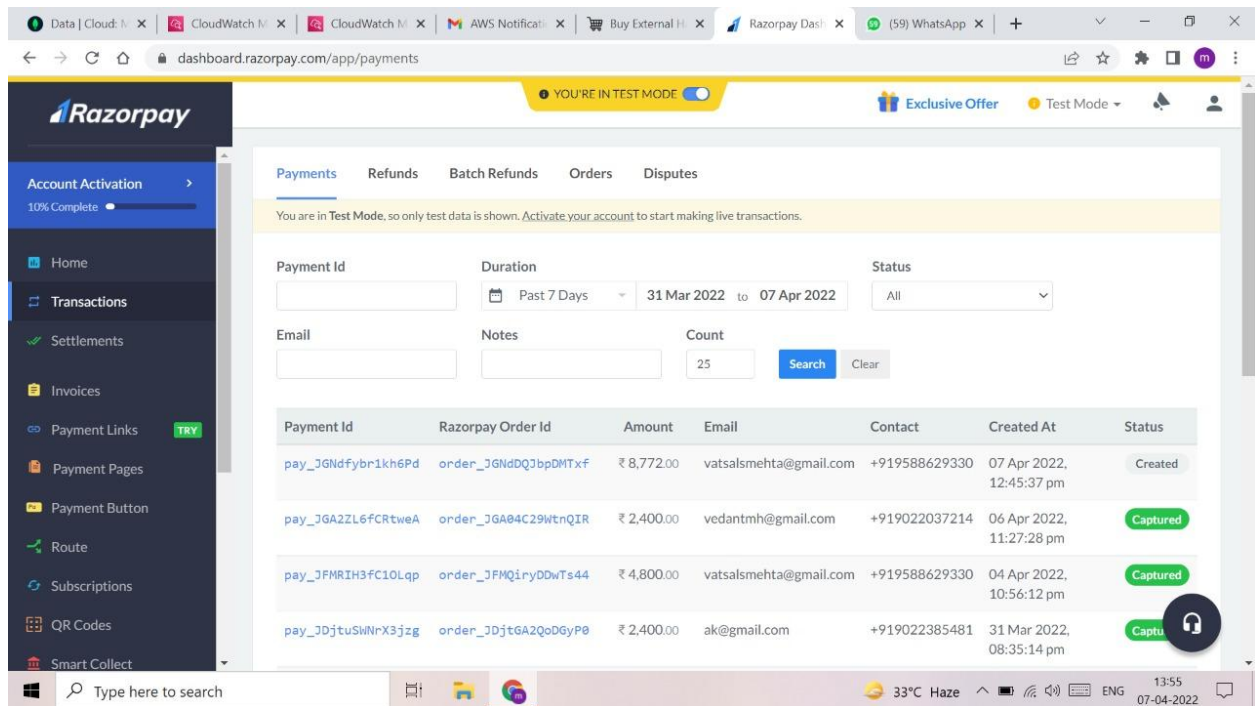 Data | Cloud: M
CloudWatch M
CloudWatch M
AWS Notificati
Buy External H
Razorpay Dash
(59) WhatsApp
dashboard.razorpay.com/app/payments
m
Razorpay
YOU'RE IN TEST MODE
Exclusive Offer
Test Mode
Account Activation
10% Complete
Home
Transactions
Settlements
Invoices
Payment Links TRY
Payment Pages
Payment Button
Route
Subscriptions
QR Codes
Smart Collect
Payments Refunds Batch Refunds Orders Disputes
You are in Test Mode, so only test data is shown. Activate your account to start making live transactions.
Payment Id Duration Status
Past 7 Days 31 Mar 2022 to 07 Apr 2022 All
Email Notes Count
25 Search Clear
Payment Id Razorpay Order Id Amount Email Contact Created At Status
pay_JGNdfybr1kh6Pd order_JGNdDQJbpDMTxf ₹ 8,772.00 vatsalsmehta@gmail.com +919588629330 07 Apr 2022, Created
12:45:37 pm
pay_JGA2ZL6fCRtweA order_JGA04C29WtnQIR ₹ 2,400.00 vedantmh@gmail.com +919022037214 06 Apr 2022, Captured
11:27:28 pm
pay_JFMRIH3fC1OLqp order_JFMQiryDDwTs44 ₹ 4,800.00 vatsalsmehta@gmail.com +919588629330 04 Apr 2022, Captured
10:56:12 pm
pay_JDjtuSWNrX3jzg order_JDjtGA2QoDGyP0 ₹ 2,400.00 ak@gmail.com +919022385481 31 Mar 2022, Captu
08:35:14 pm
Type here to search
33°C Haze
ENG
13:55
07-04-2022